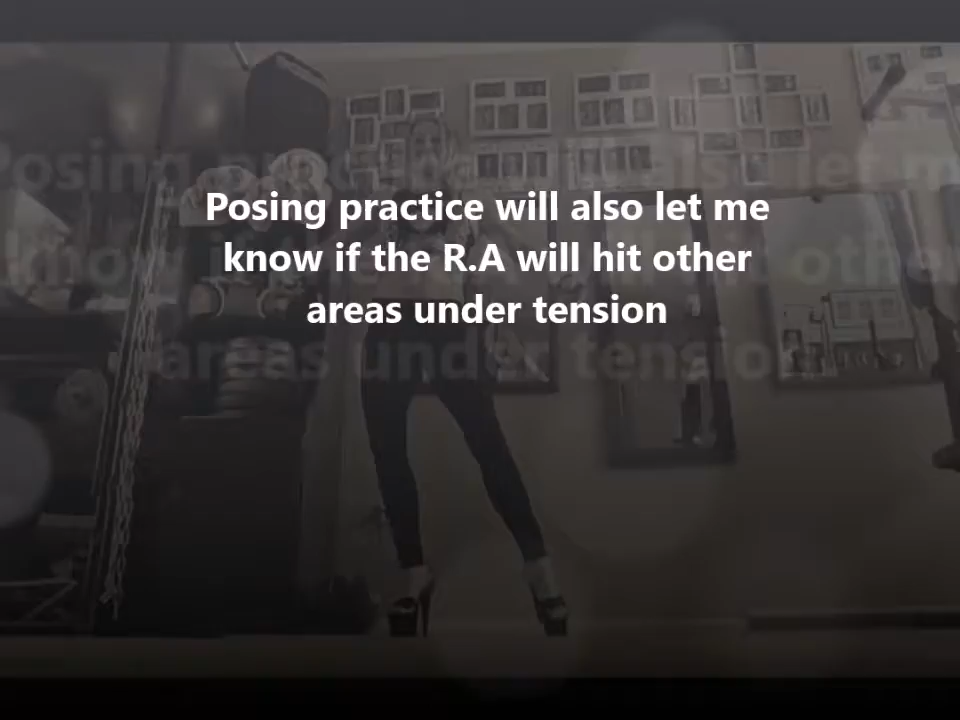 Posing practice will also let me
know if the R.A will hit other
areas under tension